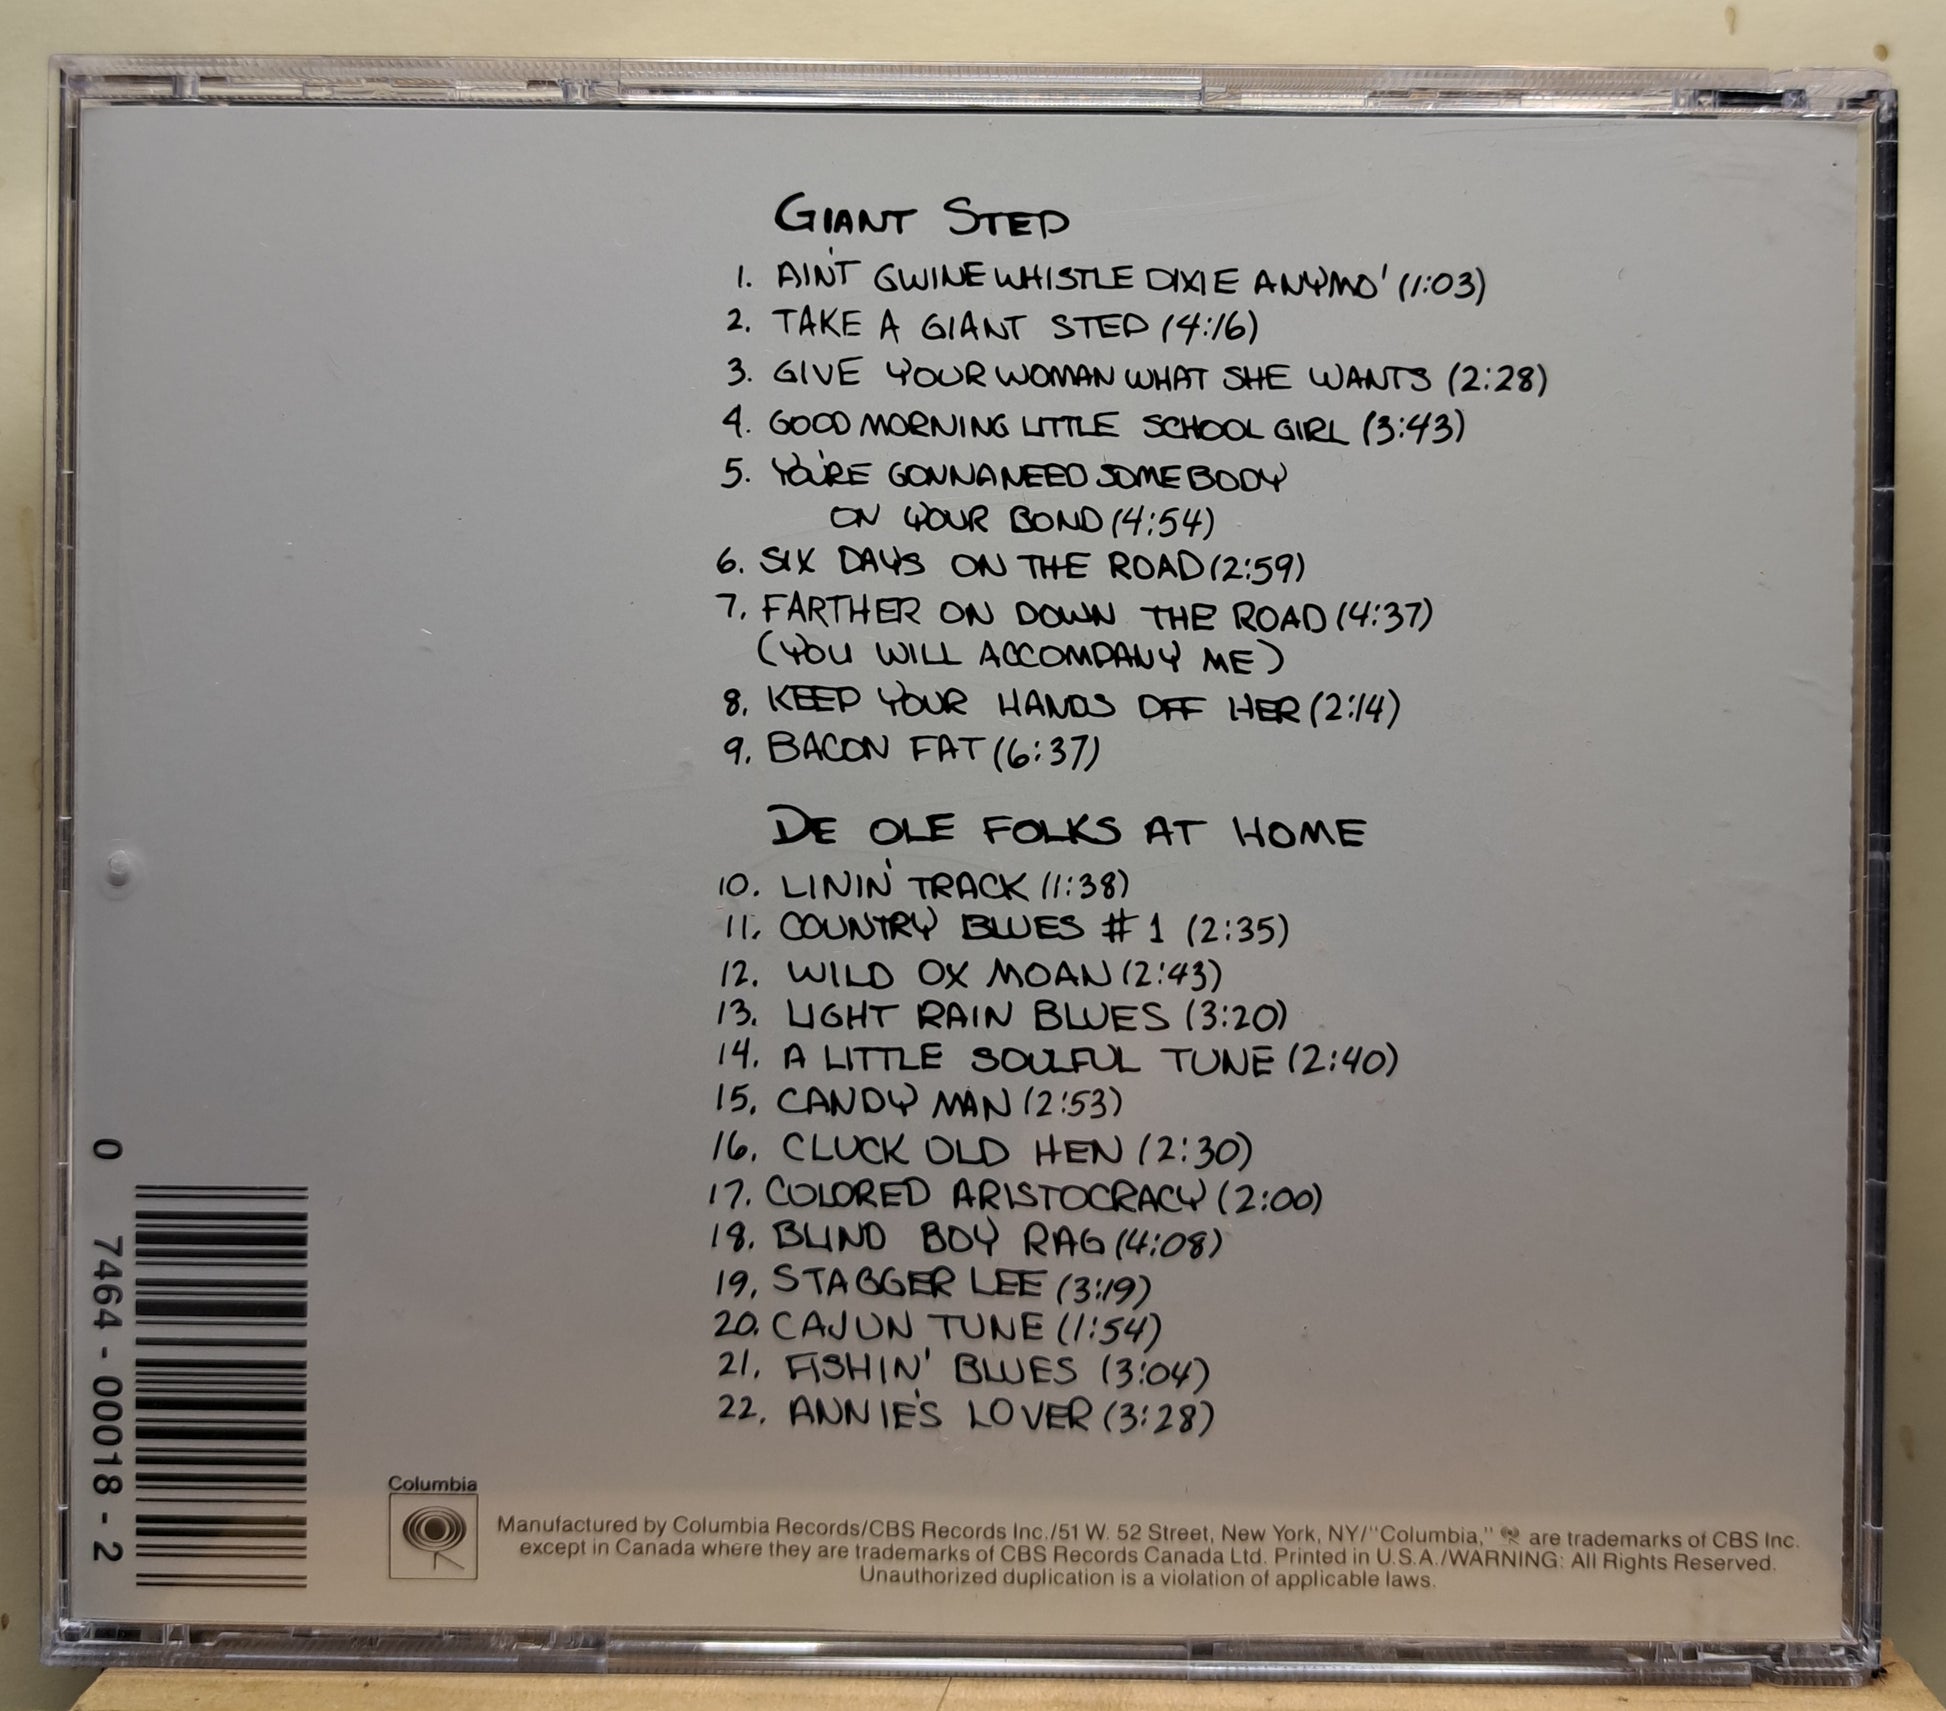 GIANT STEP
1. AIN'T GWINE WHISTLE DIXIE ANYMO' (1:03)
2. TAKE A GIANT STEP (4:16)
3. GIVE YOUR WOMAN WHAT SHE WANTS (2:28)
4. GOOD MORNING LITTLE SCHOOL GIRL (3:43)
5. YOU'RE GONNA NEED SOMEBODY
ON YOUR BOND (4:54)
6. SIX DAYS ON THE ROAD (2:59)
7. FARTHER ON DOWN THE ROAD (4:37)
(YOU WILL ACCOMPANY ME)
8. KEEP YOUR HANDS OFF HER (2:14)
9. BACON FAT (6:37)
DE OLE FOLKS AT HOME
10. LININ' TRACK (1:38)
11. COUNTRY BLUES #1 (2:35)
12. WILD OX MOAN (2:43)
13. LIGHT RAIN BLUES (3:20)
14. A LITTLE SOULFUL TUNE (2:40)
15. CANDY MAN (2:53)
16. CLUCK OLD HEN (2:30)
17. COLORED ARISTOCRACY (2:00)
18. BLIND BOY RAG (4:08)
19. STAGGER LEE (3:19)
20. CAJUN TUNE (1:54)
21. FISHIN' BLUES (3:04)
22. ANNIE'S LOVER (3:28)
0 7464-00018-2
Columbia
Manufactured by Columbia Records/CBS Records Inc./51 W. 52 Street, New York, NY/"Columbia," are trademarks of CBS Inc.
except in Canada where they are trademarks of CBS Records Canada Ltd. Printed in U.S.A./WARNING: All Rights Reserved.
Unauthorized duplication is a violation of applicable laws.